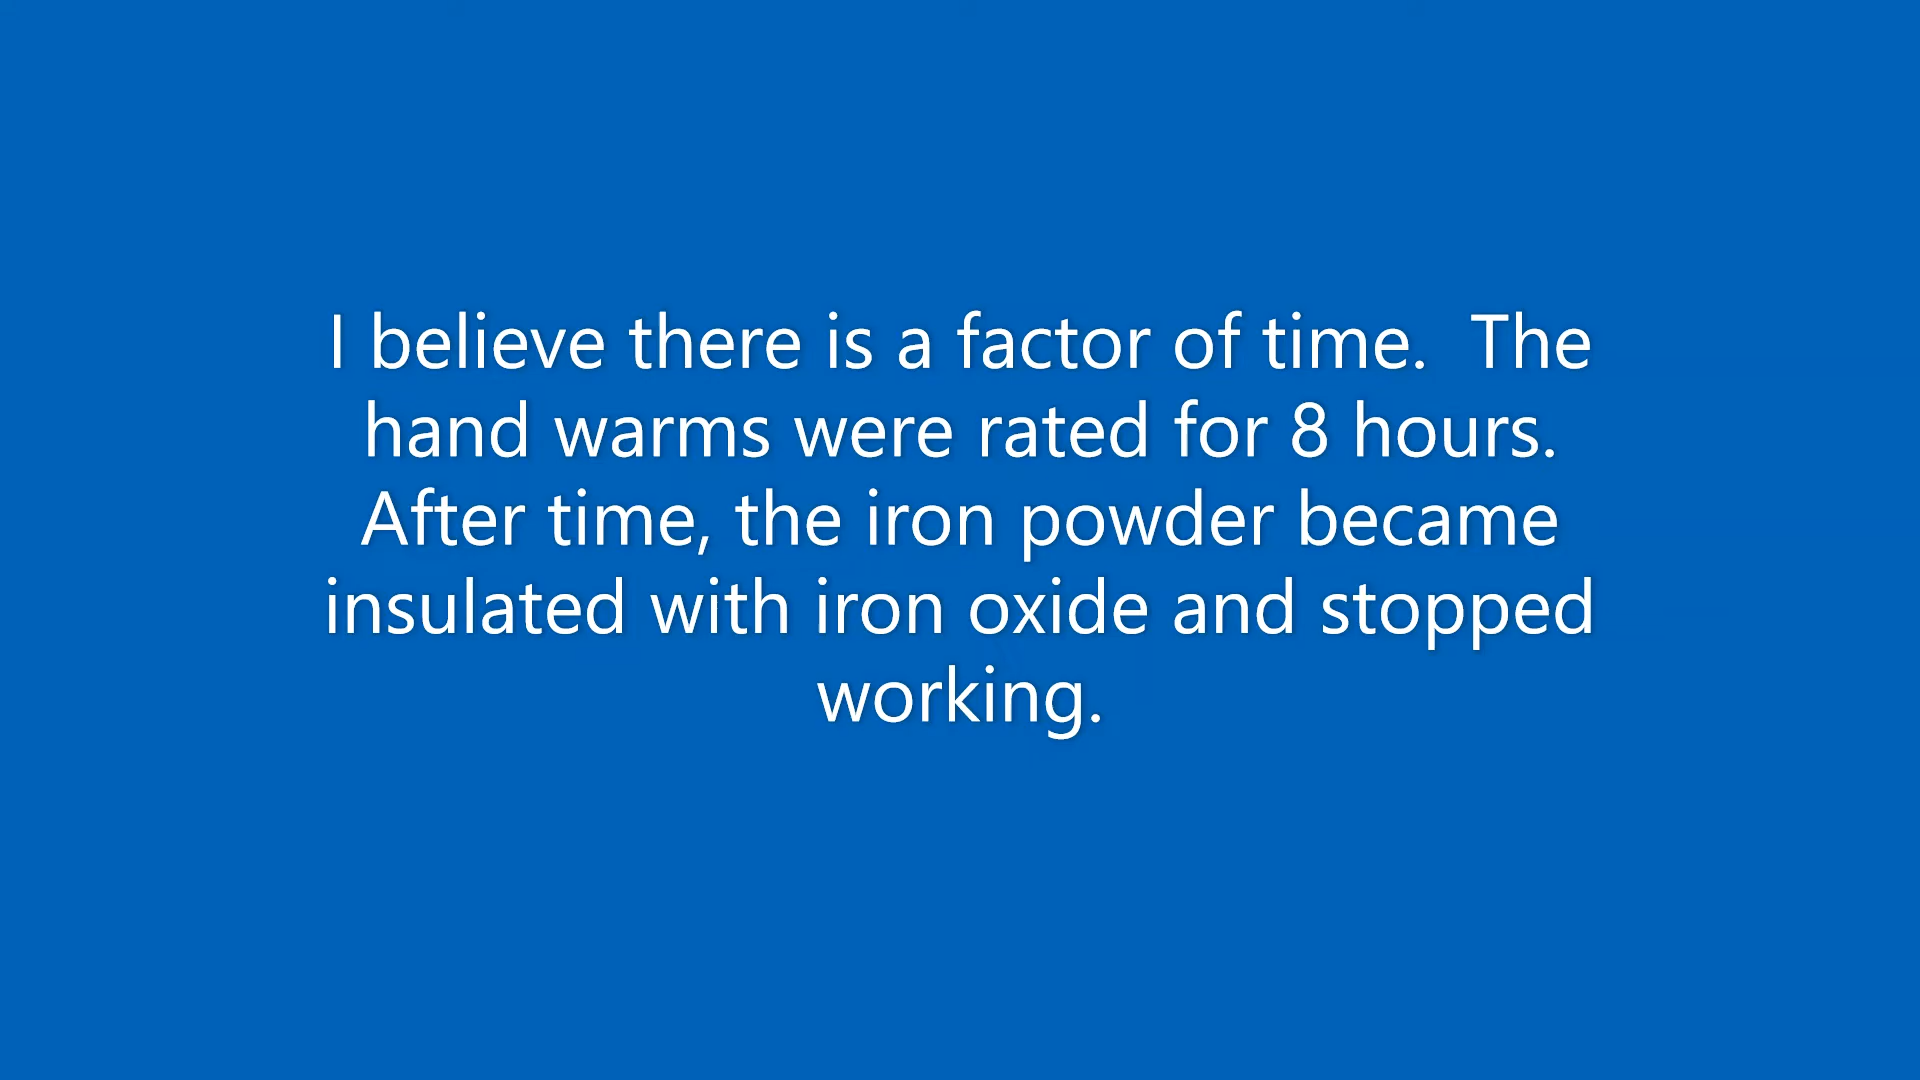 I believe there is a factor of time.  The
hand warms were rated for 8 hours.
After time, the iron powder became
insulated with iron oxide and stopped
working.